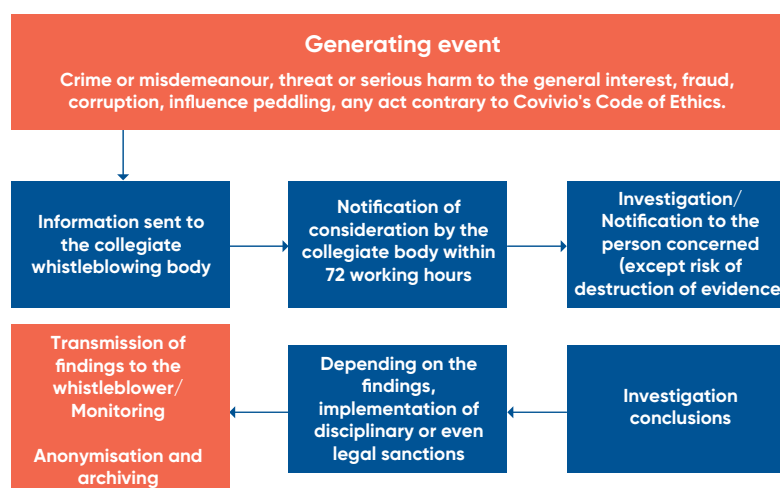 Generating event
Crime or misdemeanour, threat or serious harm to the general interest, fraud,
corruption, influence peddling, any act contrary to Covivio's Code of Ethics.
Information sent to
the collegiate
whistleblowing body
Notification of
consideration by the
collegiate body within
72 working hours
Investigation/
Notification to the
person concerned
(except risk of
destruction of evidence
Transmission of
findings to the
whistleblower/
Monitoring
Anonymisation and
archiving
Depending on the
findings,
implementation of
disciplinary or even
legal sanctions
Investigation
conclusions